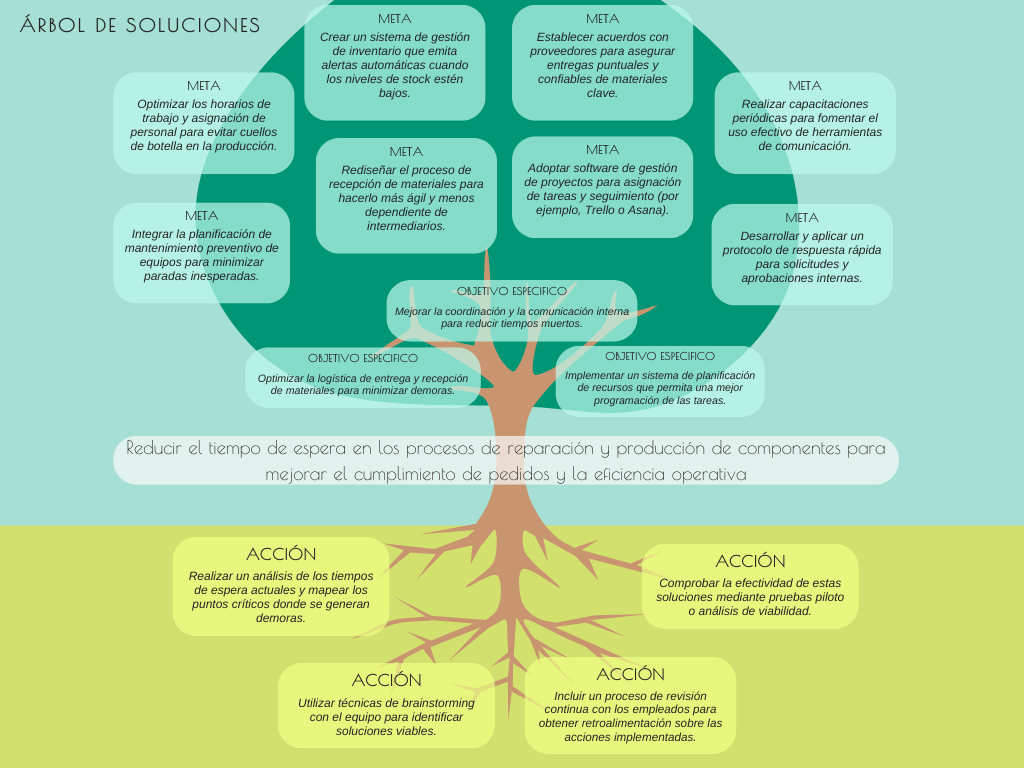 ÁRBOL DE SOLUCIONES
META
Crear un sistema de gestión
de inventario que emita
alertas automáticas cuando
los niveles de stock estén
bajos.
META
Establecer acuerdos con
proveedores para asegurar
entregas puntuales y
confiables de materiales
clave.
META
Optimizar los horarios de
trabajo y asignación de
personal para evitar cuellos
de botella en la producción.
META
Realizar capacitaciones
periódicas para fomentar el
uso efectivo de herramientas
de comunicación.
META
Rediseñar el proceso de
recepción de materiales para
hacerlo más ágil y menos
dependiente de
intermediarios.
META
Adoptar software de gestión
de proyectos para asignación
de tareas y seguimiento (por
ejemplo, Trello o Asana).
META
Integrar la planificación de
mantenimiento preventivo de
equipos para minimizar
paradas inesperadas.
META
Desarrollar y aplicar un
protocolo de respuesta rápida
para solicitudes y
aprobaciones internas.
OBJETIVO ESPECIFICO
Mejorar la coordinación y la comunicación interna
para reducir tiempos muertos.
OBJETIVO ESPECIFICO
Optimizar la logística de entrega y recepción
de materiales para minimizar demoras.
OBJETIVO ESPECIFICO
Implementar un sistema de planificación
de recursos que permita una mejor
programación de las tareas.
Reducir el tiempo de espera en los procesos de reparación y producción de componentes para
mejorar el cumplimiento de pedidos y la eficiencia operativa
ACCIÓN
Realizar un análisis de los tiempos
de espera actuales y mapear los
puntos críticos donde se generan
demoras.
ACCIÓN
Comprobar la efectividad de estas
soluciones mediante pruebas piloto
o análisis de viabilidad.
ACCIÓN
Utilizar técnicas de brainstorming
con el equipo para identificar
soluciones viables.
ACCIÓN
Incluir un proceso de revisión
continua con los empleados para
obtener retroalimentación sobre las
acciones implementadas.